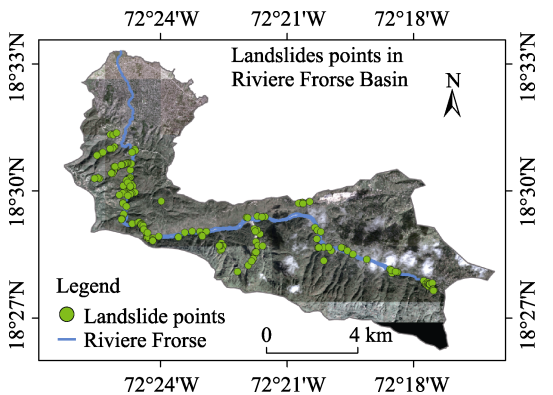 72°24'W 72°21'W 72°18'W
Landslides points in
Riviere Frorse Basin
N
18°33'N 18°33'N
18°30'N 18°30'N
18°27'N 18°27'N
Legend
Landslide points
Riviere Frorse
0 4 km
72°24'W 72°21'W 72°18'W